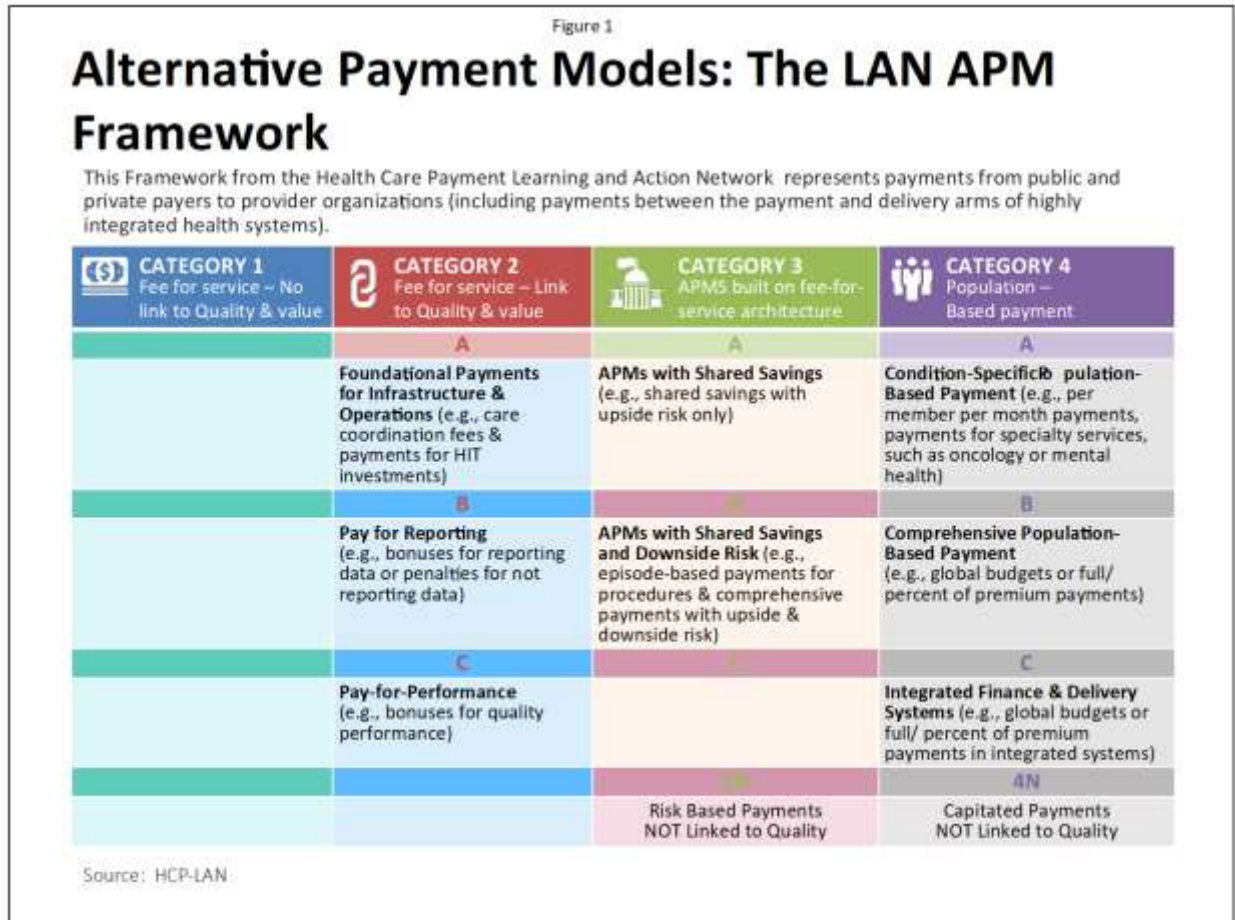 Figure 1
Alternative Payment Models: The LAN APM
Framework
This Framework from the Health Care Payment Learning and Action Network represents payments from public and
private payers to provider organizations (including payments between the payment and delivery arms of highly
integrated health systems).
CATEGORY 1
Fee for service – No
link to Quality & value
CATEGORY 2
Fee for service – Link
to Quality & value
CATEGORY 3
APMS built on fee-for-
service architecture
CATEGORY 4
Population –
Based payment
A
A
A
Foundational Payments
for Infrastructure &
Operations (e.g., care
coordination fees &
payments for HIT
investments)
APMs with Shared Savings
(e.g., shared savings with
upside risk only)
Condition-Specific pulation-
Based Payment (e.g., per
member per month payments,
payments for specialty services,
such as oncology or mental
health)
B
B
Pay for Reporting
(e.g., bonuses for reporting
data or penalties for not
reporting data)
APMs with Shared Savings
and Downside Risk (e.g.,
episode-based payments for
procedures & comprehensive
payments with upside &
downside risk)
Comprehensive Population-
Based Payment
(e.g., global budgets or full/
percent of premium payments)
C
C
Pay-for-Performance
(e.g., bonuses for quality
performance)
Integrated Finance & Delivery
Systems (e.g., global budgets or
full/ percent of premium
payments in integrated systems)
4N
Risk Based Payments
NOT Linked to Quality
Capitated Payments
NOT Linked to Quality
Source: HCP-LAN